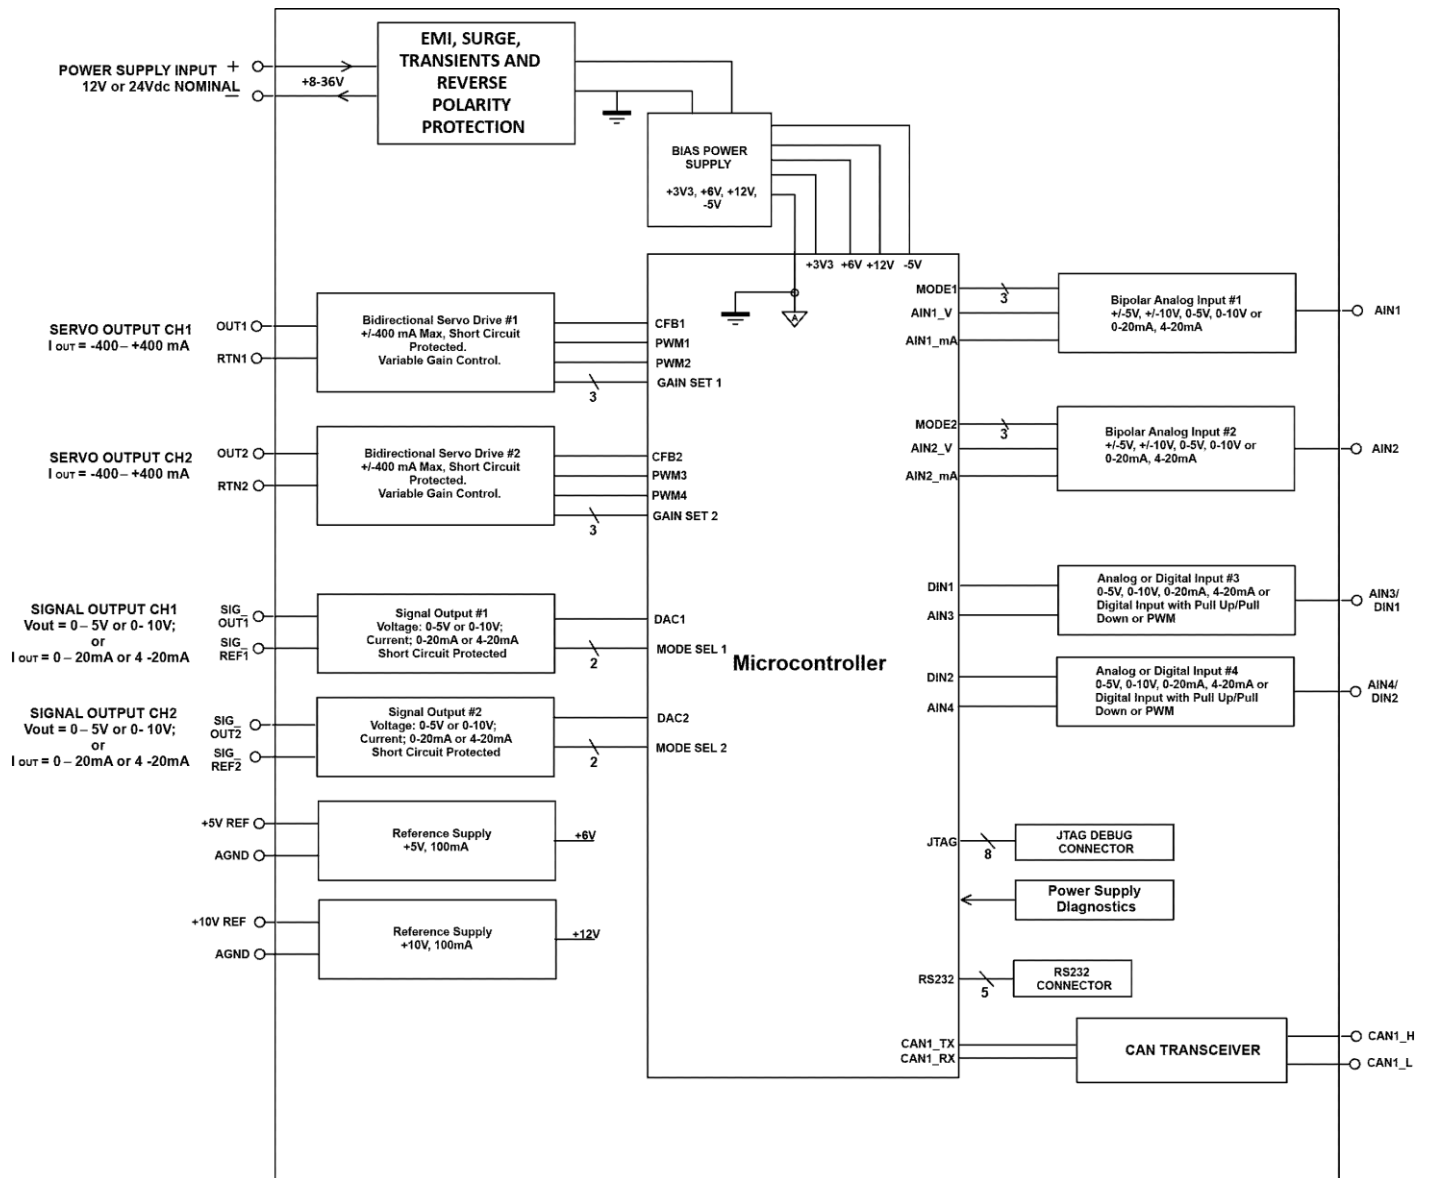 POWER SUPPLY INPUT +
12V or 24Vdc NOMINAL −
+8-36V
EMI, SURGE,
TRANSIENTS AND
REVERSE
POLARITY
PROTECTION
BIAS POWER
SUPPLY
+3V3, +6V, +12V,
-5V
+3V3 +6V +12V -5V
A
SERVO OUTPUT CH1
I OUT = -400 – +400 mA
OUT1
RTN1
Bidirectional Servo Drive #1
+/-400 mA Max, Short Circuit
Protected.
Variable Gain Control.
CFB1
PWM1
PWM2
GAIN SET 1
3
SERVO OUTPUT CH2
I OUT = -400 – +400 mA
OUT2
RTN2
Bidirectional Servo Drive #2
+/-400 mA Max, Short Circuit
Protected.
Variable Gain Control.
CFB2
PWM3
PWM4
GAIN SET 2
3
SIGNAL OUTPUT CH1
Vout = 0 – 5V or 0- 10V;
or
I OUT = 0 – 20mA or 4 -20mA
SIG_
OUT1
SIG_
REF1
Signal Output #1
Voltage: 0-5V or 0-10V;
Current; 0-20mA or 4-20mA
Short Circuit Protected
DAC1
MODE SEL 1
2
SIGNAL OUTPUT CH2
Vout = 0 – 5V or 0- 10V;
or
I OUT = 0 – 20mA or 4 -20mA
SIG_
OUT2
SIG_
REF2
Signal Output #2
Voltage: 0-5V or 0-10V;
Current; 0-20mA or 4-20mA
Short Circuit Protected
DAC2
MODE SEL 2
2
+5V REF
AGND
Reference Supply
+5V, 100mA
+6V
+10V REF
AGND
Reference Supply
+10V, 100mA
+12V
Microcontroller
MODE1
AIN1_V
AIN1_mA
3
Bipolar Analog Input #1
+/-5V, +/-10V, 0-5V, 0-10V or
0-20mA, 4-20mA
AIN1
MODE2
AIN2_V
AIN2_mA
3
Bipolar Analog Input #2
+/-5V, +/-10V, 0-5V, 0-10V or
0-20mA, 4-20mA
AIN2
DIN1
AIN3
Analog or Digital Input #3
0-5V, 0-10V, 0-20mA, 4-20mA or
Digital Input with Pull Up/Pull
Down or PWM
AIN3/
DIN1
DIN2
AIN4
Analog or Digital Input #4
0-5V, 0-10V, 0-20mA, 4-20mA or
Digital Input with Pull Up/Pull
Down or PWM
AIN4/
DIN2
JTAG
8
JTAG DEBUG
CONNECTOR
Power Supply
Diagnostics
RS232
5
RS232
CONNECTOR
CAN1_TX
CAN1_RX
CAN TRANSCEIVER
CAN1_H
CAN1_L